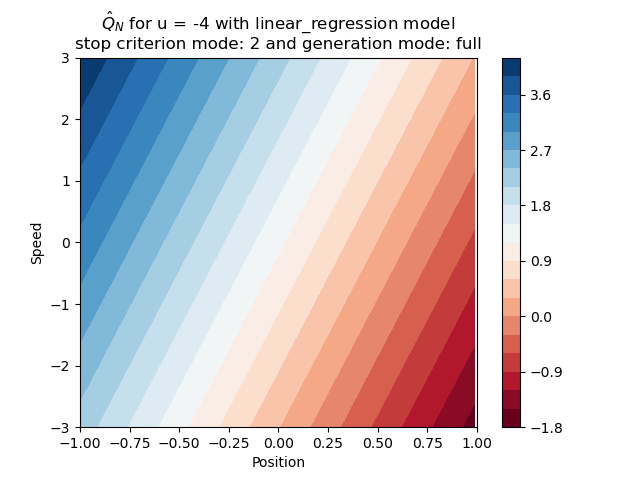 $\hat{Q}_N$ for u = -4 with linear_regression model
stop criterion mode: 2 and generation mode: full
3
2
1
0
−1
−2
−3
Speed
−1.00 −0.75 −0.50 −0.25 0.00 0.25 0.50 0.75 1.00
Position
3.6
2.7
1.8
0.9
0.0
−0.9
−1.8